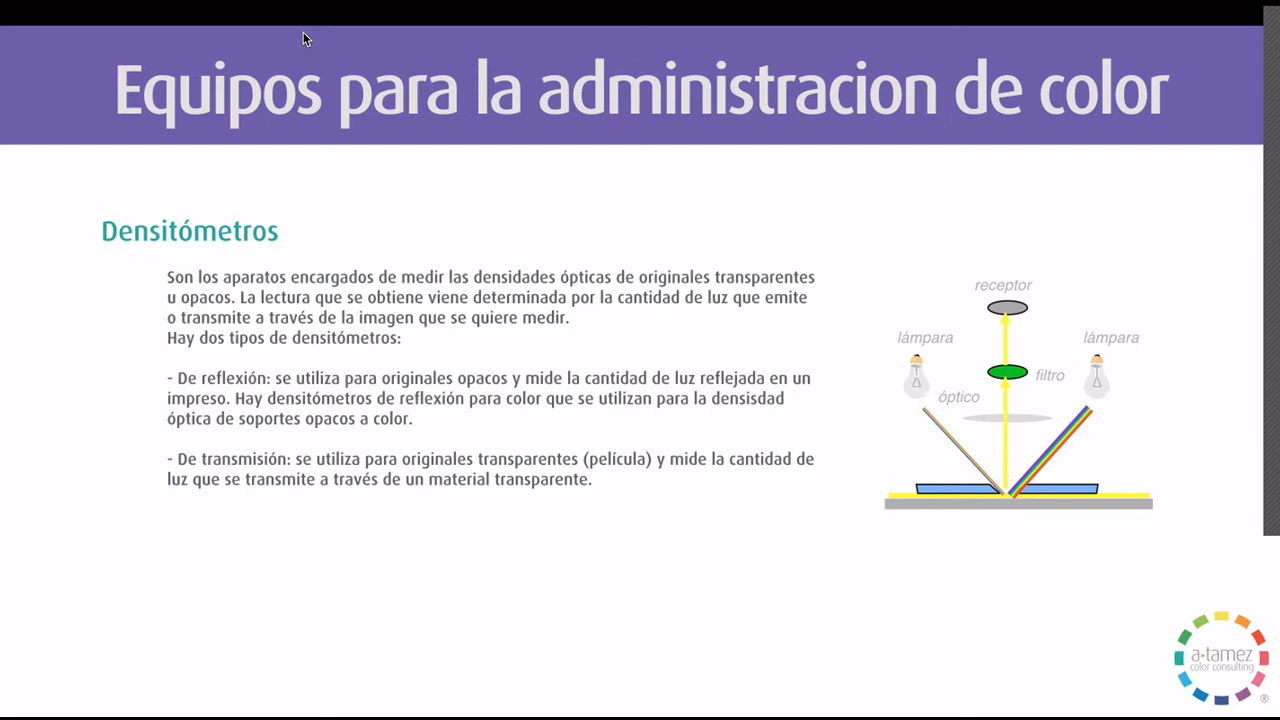 Equipos para la administracion de color
Densitómetros
Son los aparatos encargados de medir las densidades ópticas de originales transparentes
u opacos. La lectura que se obtiene viene determinada por la cantidad de luz que emite
o transmite a través de la imagen que se quiere medir.
Hay dos tipos de densitómetros:
- De reflexión: se utiliza para originales opacos y mide la cantidad de luz reflejada en un
impreso. Hay densitómetros de reflexión para color que se utilizan para la densisdad
óptica de soportes opacos a color.
- De transmisión: se utiliza para originales transparentes (película) y mide la cantidad de
luz que se transmite a través de un material transparente.
receptor
lámpara
lámpara
filtro
óptico
a·tamez
color consulting
®